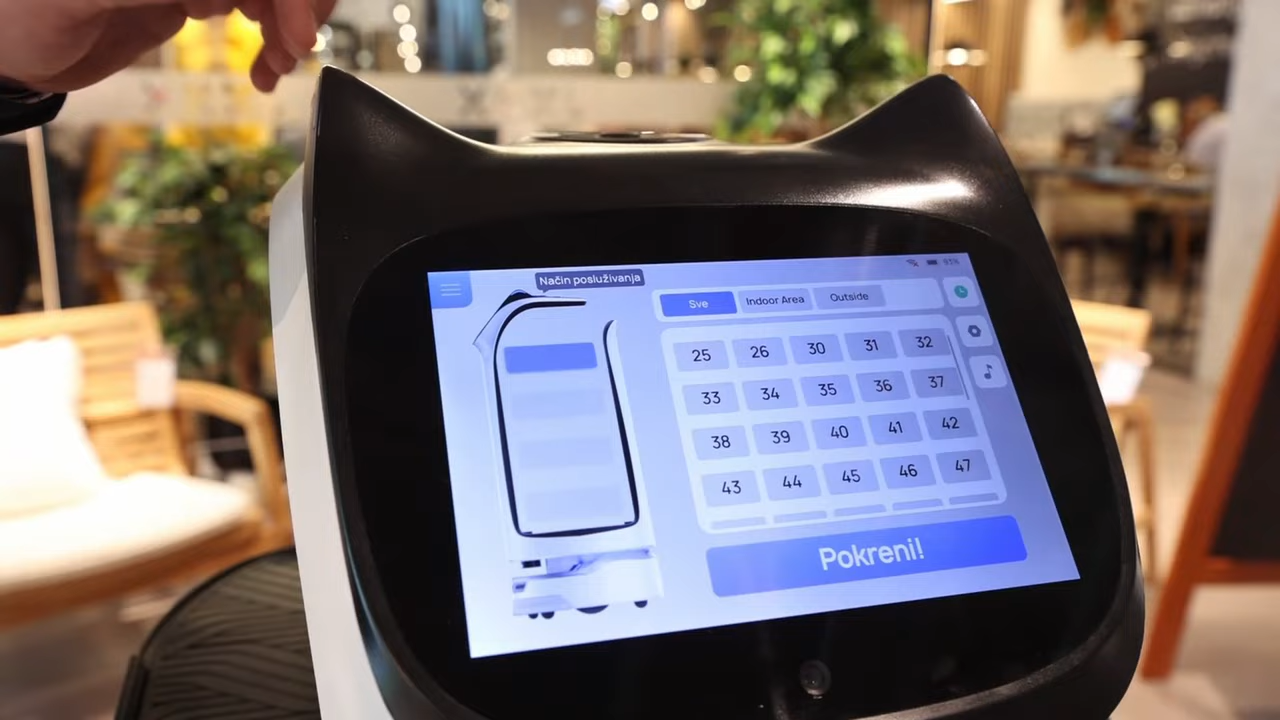 Način posluživanja
93%
Sve Indoor Area Outside
25 26 30 31 32
33 34 35 36 37
38 39 40 41 42
43 44 45 46 47
Pokreni!